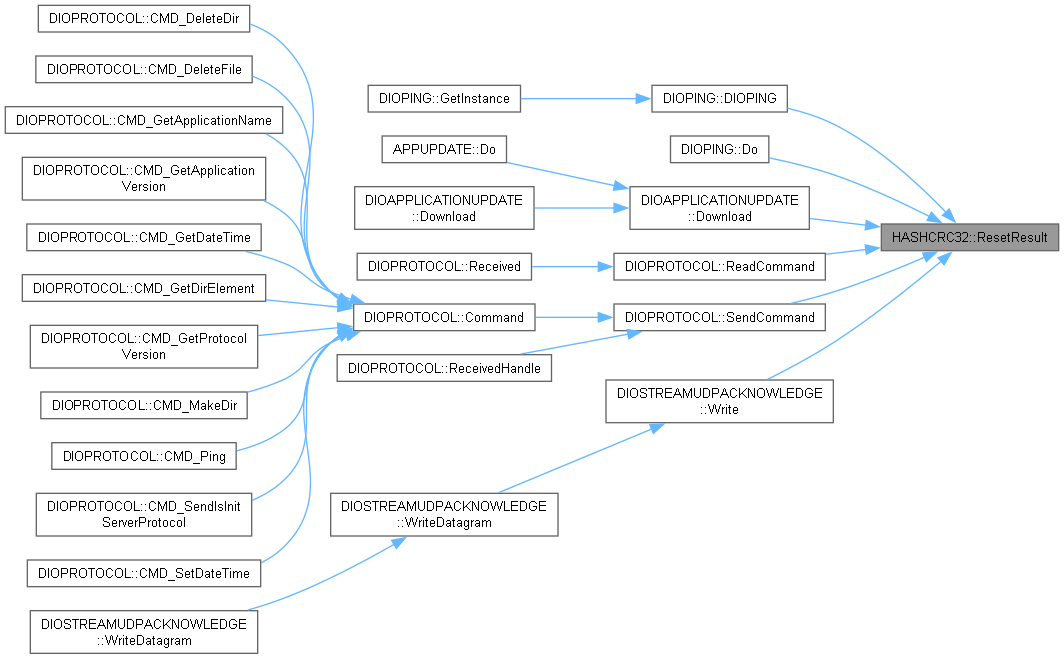 DIOPROTOCOL::CMD_DeleteDir
DIOPROTOCOL::CMD_DeleteFile
DIOPROTOCOL::CMD_GetApplicationName
DIOPROTOCOL::CMD_GetApplication
Version
DIOPROTOCOL::CMD_GetDateTime
DIOPROTOCOL::CMD_GetDirElement
DIOPROTOCOL::CMD_GetProtocol
Version
DIOPROTOCOL::CMD_MakeDir
DIOPROTOCOL::CMD_Ping
DIOPROTOCOL::CMD_SendIsInit
ServerProtocol
DIOPROTOCOL::CMD_SetDateTime
DIOSTREAMUDPACKNOWLEDGE
::WriteDatagram
DIOPING::GetInstance
APPUPDATE::Do
DIOAPPLICATIONUPDATE
::Download
DIOPROTOCOL::Received
DIOPROTOCOL::Command
DIOPROTOCOL::ReceivedHandle
DIOSTREAMUDPACKNOWLEDGE
::WriteDatagram
DIOPING::DIOPING
DIOPING::Do
DIOAPPLICATIONUPDATE
::Download
DIOPROTOCOL::ReadCommand
DIOPROTOCOL::SendCommand
DIOSTREAMUDPACKNOWLEDGE
::Write
HASHCRC32::ResetResult